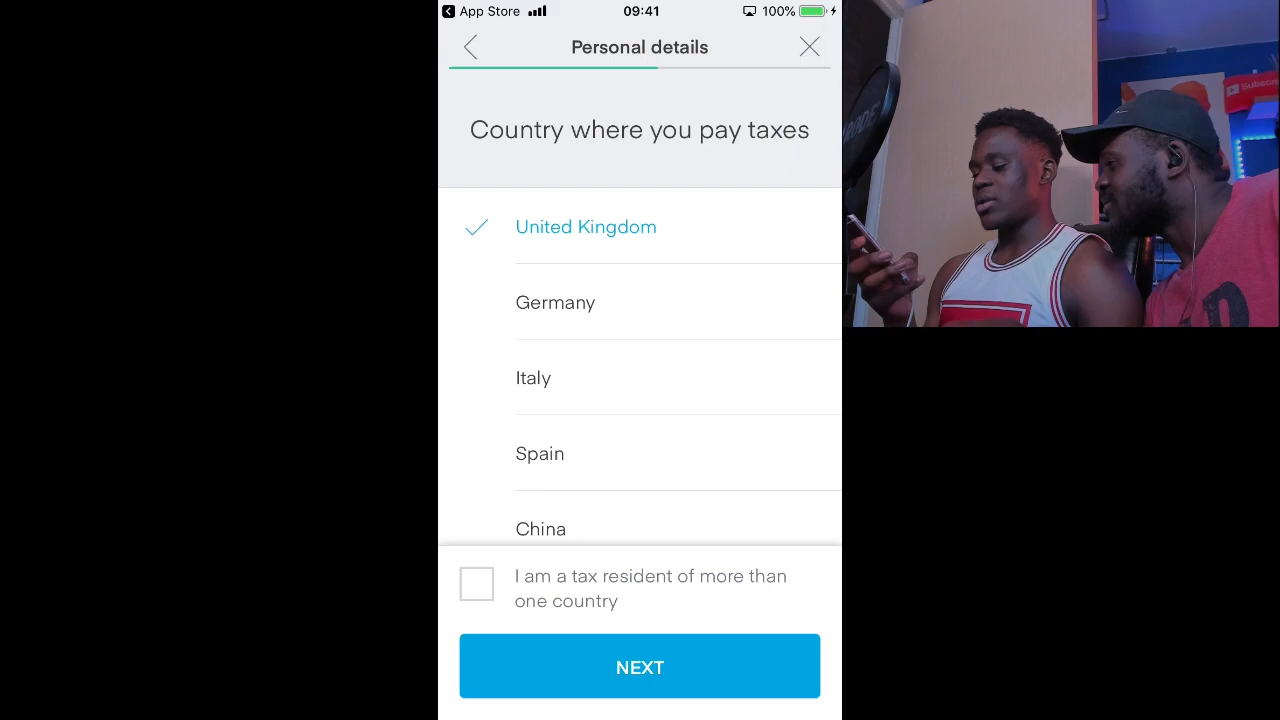 App Store 09:41 100%
Personal details
Country where you pay taxes
United Kingdom
Germany
Italy
Spain
China
I am a tax resident of more than
one country
NEXT